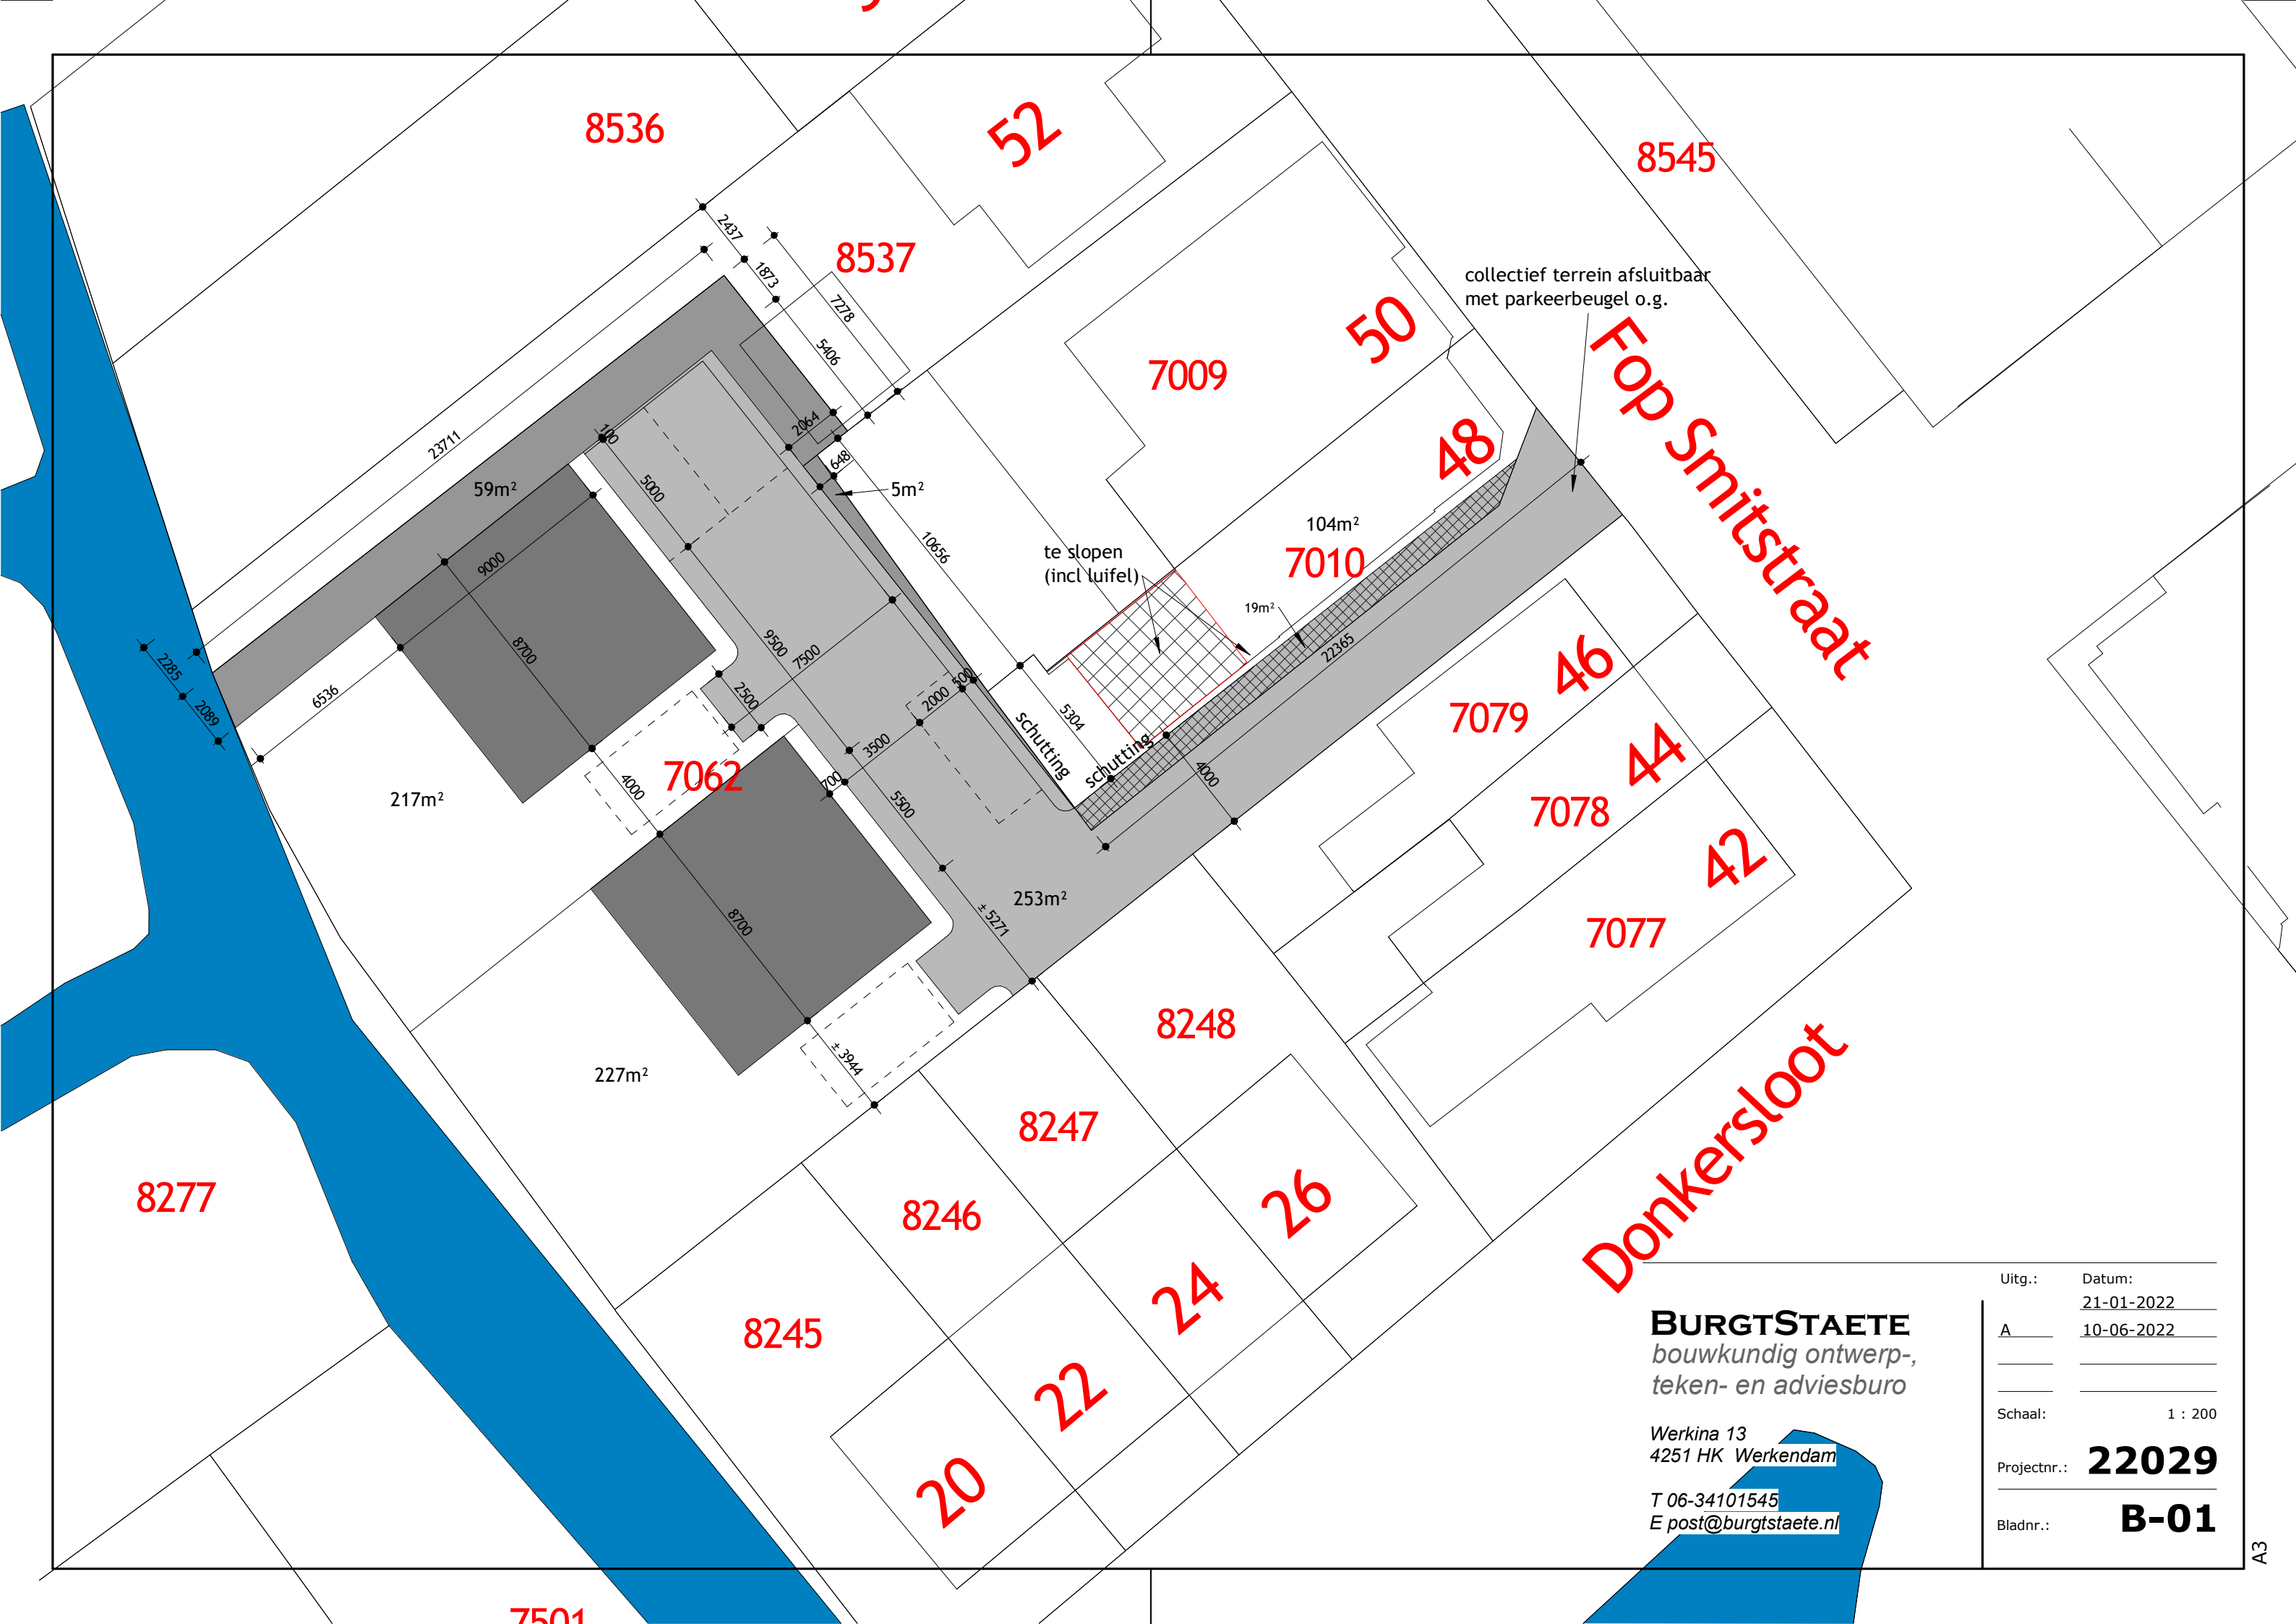 8536
52
8545
8537
2437
1873
7278
5406
collectief terrein afsluitbaar
met parkeerbeugel o.g.
Fop Smitstraat
50
7009
48
23711
100
2064
648
59m²
5m²
5000
9000
10656
104m²
7010
te slopen
(incl luifel)
19m²
22365
8700
9500
7500
2285
2089
6536
2500
2000
500
5304
schutting
schutting
3500
700
4000
4000
7062
217m²
5500
46
7079
44
7078
42
7077
253m²
± 5271
8700
± 3944
227m²
8248
Donkersloot
8247
8277
8246
26
24
8245
22
20
7501
BURGTSTAETE
bouwkundig ontwerp-,
teken- en adviesburo
Werkina 13
4251 HK Werkendam
T 06-34101545
E post@burgtstaete.nl
Uitg.: Datum:
21-01-2022
A 10-06-2022
Schaal: 1 : 200
Projectnr.: 22029
Bladnr.: B-01
A3